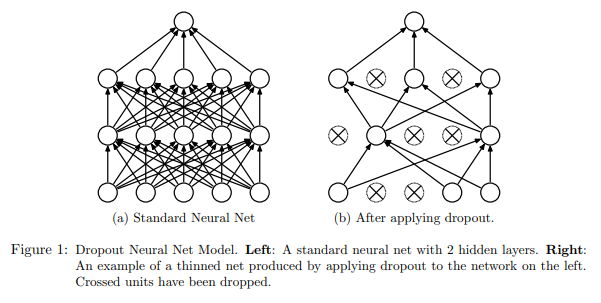 (a) Standard Neural Net
(b) After applying dropout.
Figure 1: Dropout Neural Net Model. Left: A standard neural net with 2 hidden layers. Right:
An example of a thinned net produced by applying dropout to the network on the left.
Crossed units have been dropped.